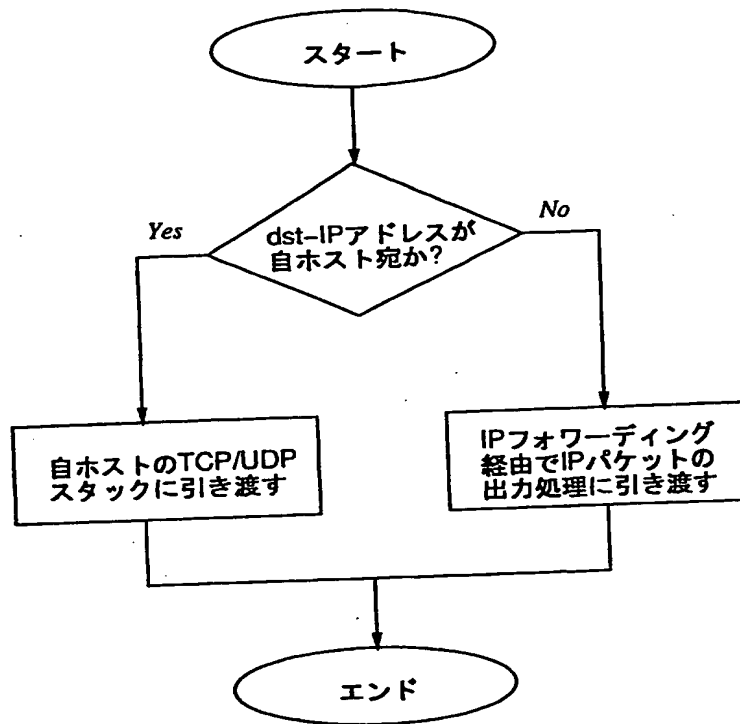 スタート
dst-IPアドレスが
自ホスト宛か?
Yes
No
自ホストのTCP/UDP
スタックに引き渡す
IPフォワーディング
経由でIPパケットの
出力処理に引き渡す
エンド